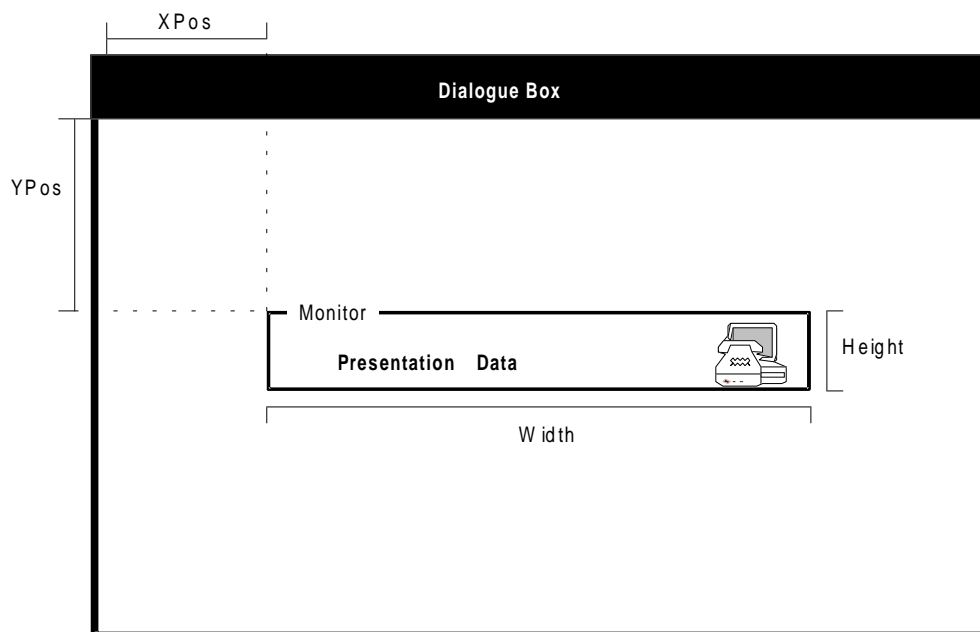 XPos
Dialogue Box
YPos
Monitor
Height
Presentation Data
Width